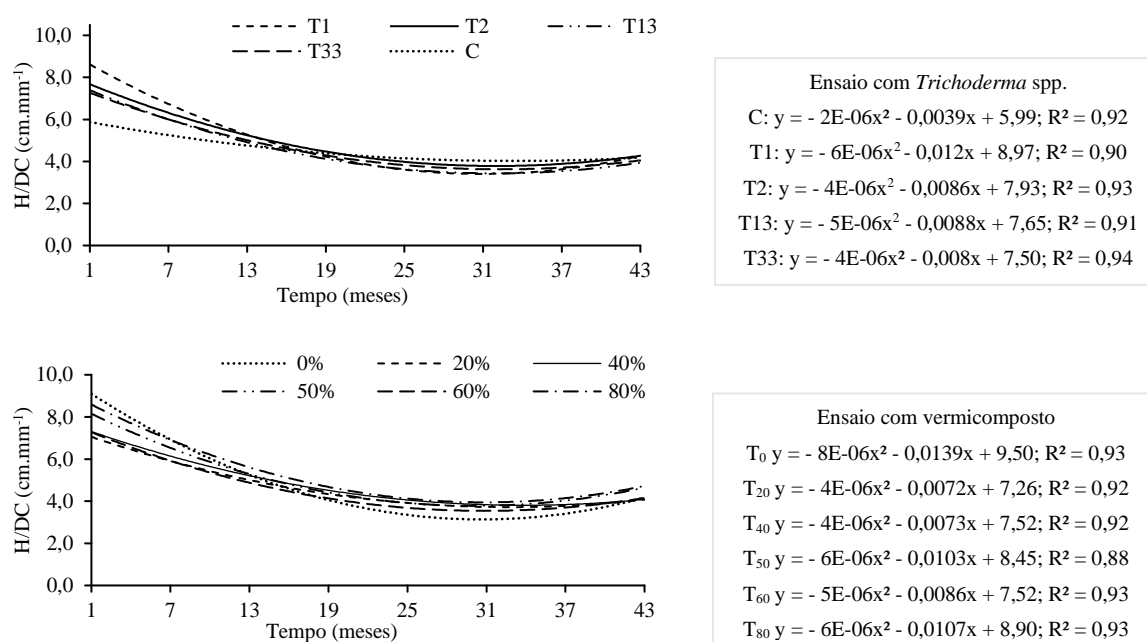 T1 T2 T13
T33 C
10,0
8,0
6,0
4,0
2,0
0,0
H/DC (cm.mm⁻¹)
1 7 13 19 25 31 37 43
Tempo (meses)
Ensaio com Trichoderma spp.
C: y = - 2E-06x² - 0,0039x + 5,99; R² = 0,92
T1: y = - 6E-06x² - 0,012x + 8,97; R² = 0,90
T2: y = - 4E-06x² - 0,0086x + 7,93; R² = 0,93
T13: y = - 5E-06x² - 0,0088x + 7,65; R² = 0,91
T33: y = - 4E-06x² - 0,008x + 7,50; R² = 0,94
0% 20% 40%
50% 60% 80%
10,0
8,0
6,0
4,0
2,0
0,0
H/DC (cm.mm⁻¹)
1 7 13 19 25 31 37 43
Tempo (meses)
Ensaio com vermicomposto
T₀ y = - 8E-06x² - 0,0139x + 9,50; R² = 0,93
T₂₀ y = - 4E-06x² - 0,0072x + 7,26; R² = 0,92
T₄₀ y = - 4E-06x² - 0,0073x + 7,52; R² = 0,92
T₅₀ y = - 6E-06x² - 0,0103x + 8,45; R² = 0,88
T₆₀ y = - 5E-06x² - 0,0086x + 7,52; R² = 0,93
T₈₀ y = - 6E-06x² - 0,0107x + 8,90; R² = 0,93